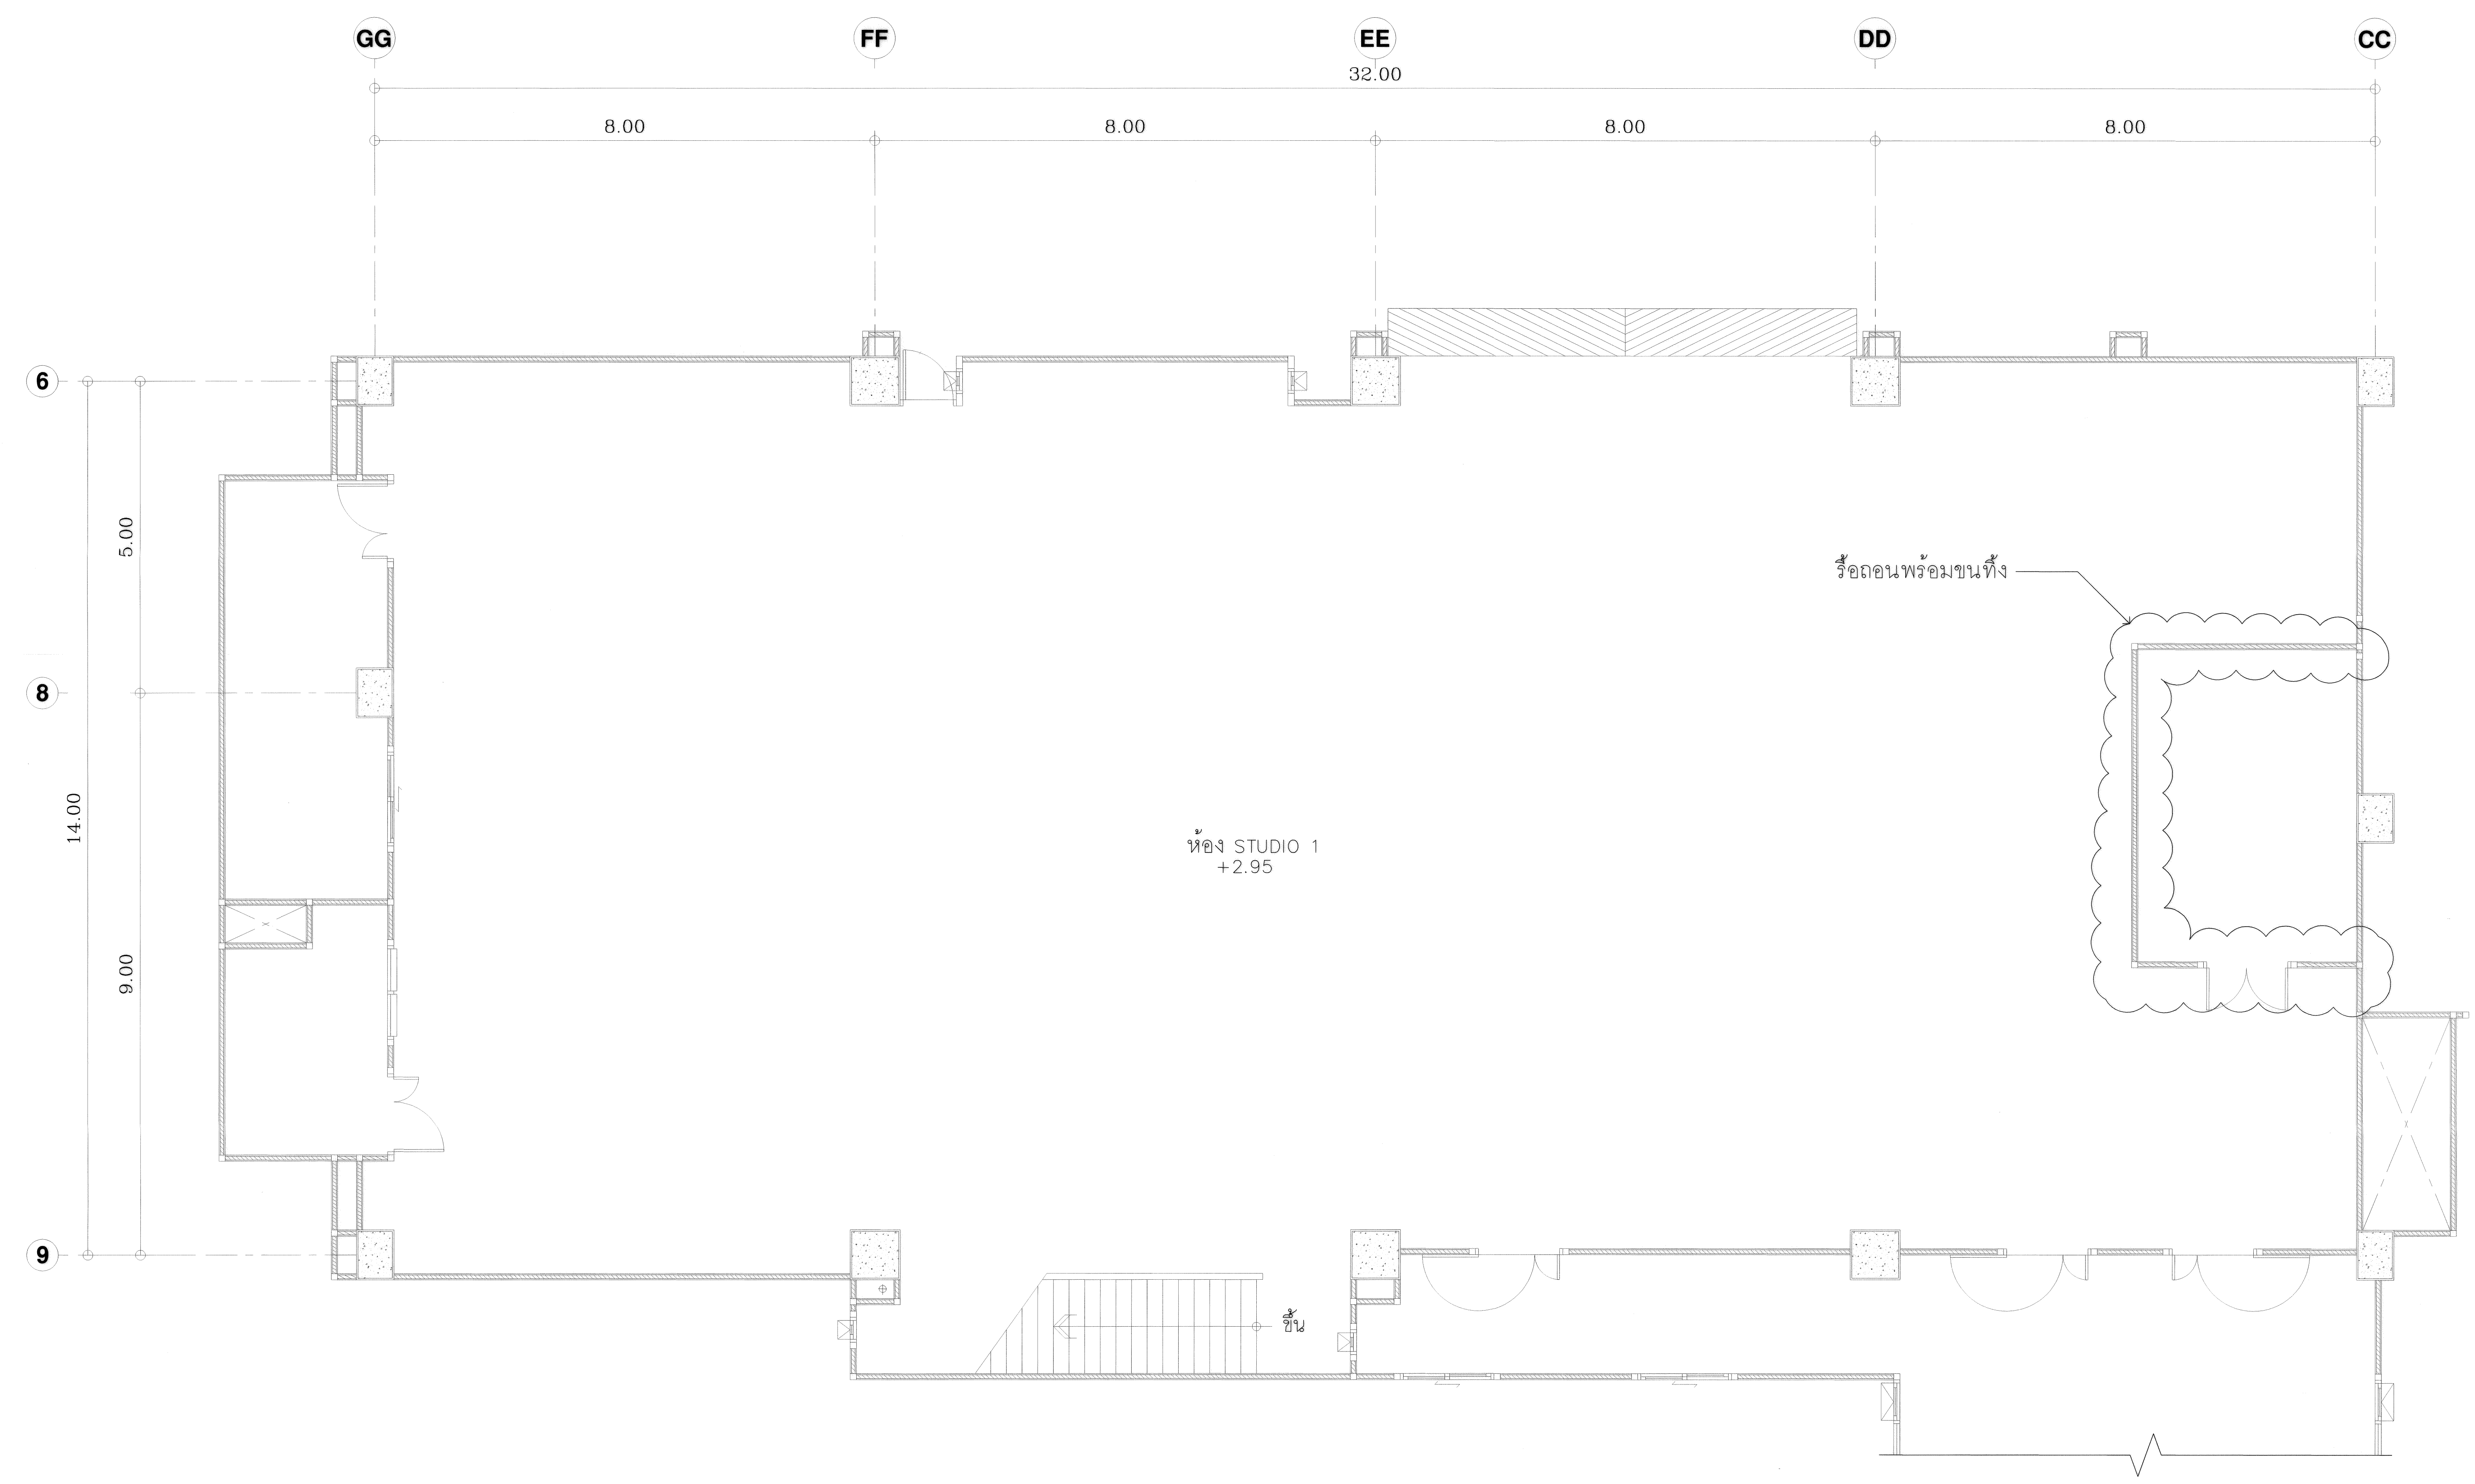 GG FF EE DD CC
32.00
8.00 8.00 8.00 8.00
6
5.00
รื้อถอนพร้อมขนทิ้ง
8
14.00
ห้อง STUDIO 1
+2.95
9.00
9
ขึ้น